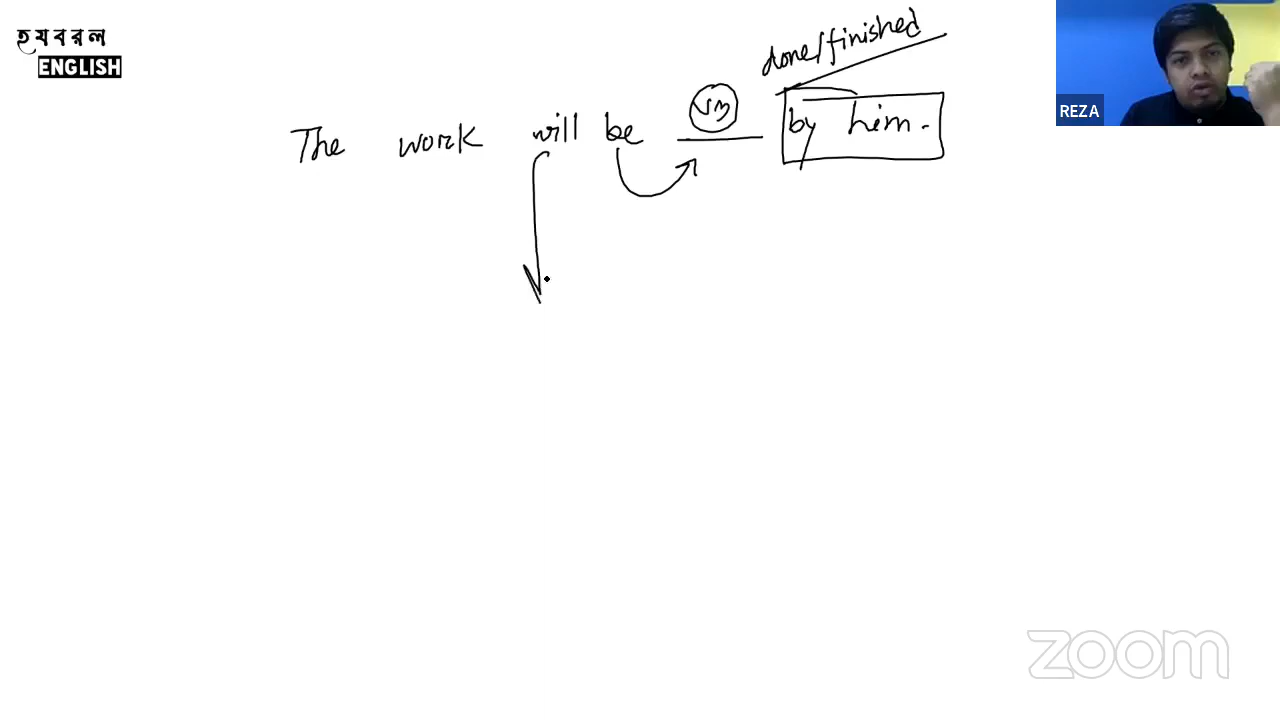 হযবরল
ENGLISH
done/finished
The work will be V3 by him.
REZA
zoom